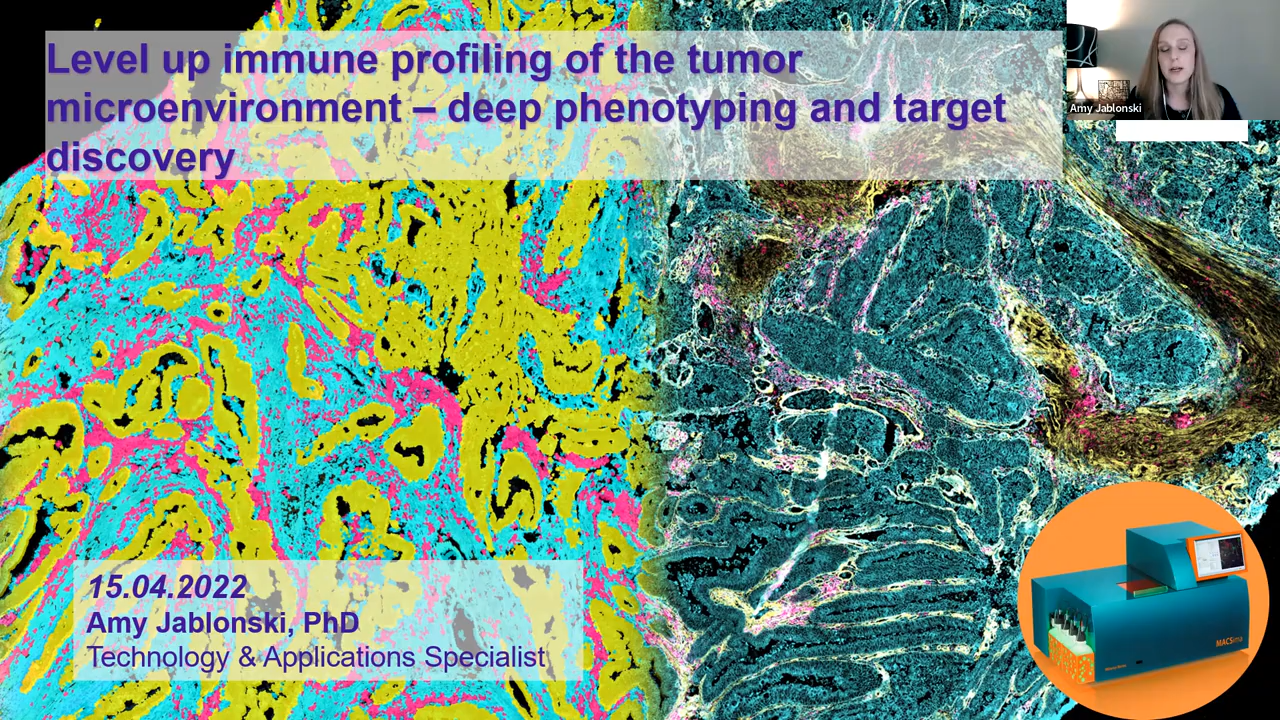 Level up immune profiling of the tumor
microenvironment – deep phenotyping and target
discovery
Amy Jablonski
15.04.2022
Amy Jablonski, PhD
Technology & Applications Specialist
MACSima